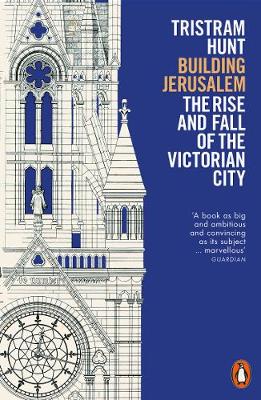 TRISTRAM
HUNT
BUILDING
JERUSALEM
THE RISE
AND FALL
OF THE
VICTORIAN
CITY
'A book as big
and ambitious
and convincing
as its subject
... marvellous'
GUARDIAN